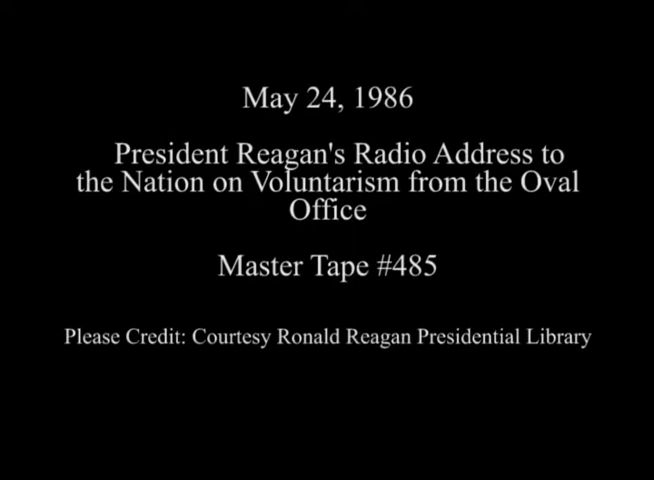 May 24, 1986
President Reagan's Radio Address to
the Nation on Voluntarism from the Oval
Office
Master Tape #485
Please Credit: Courtesy Ronald Reagan Presidential Library